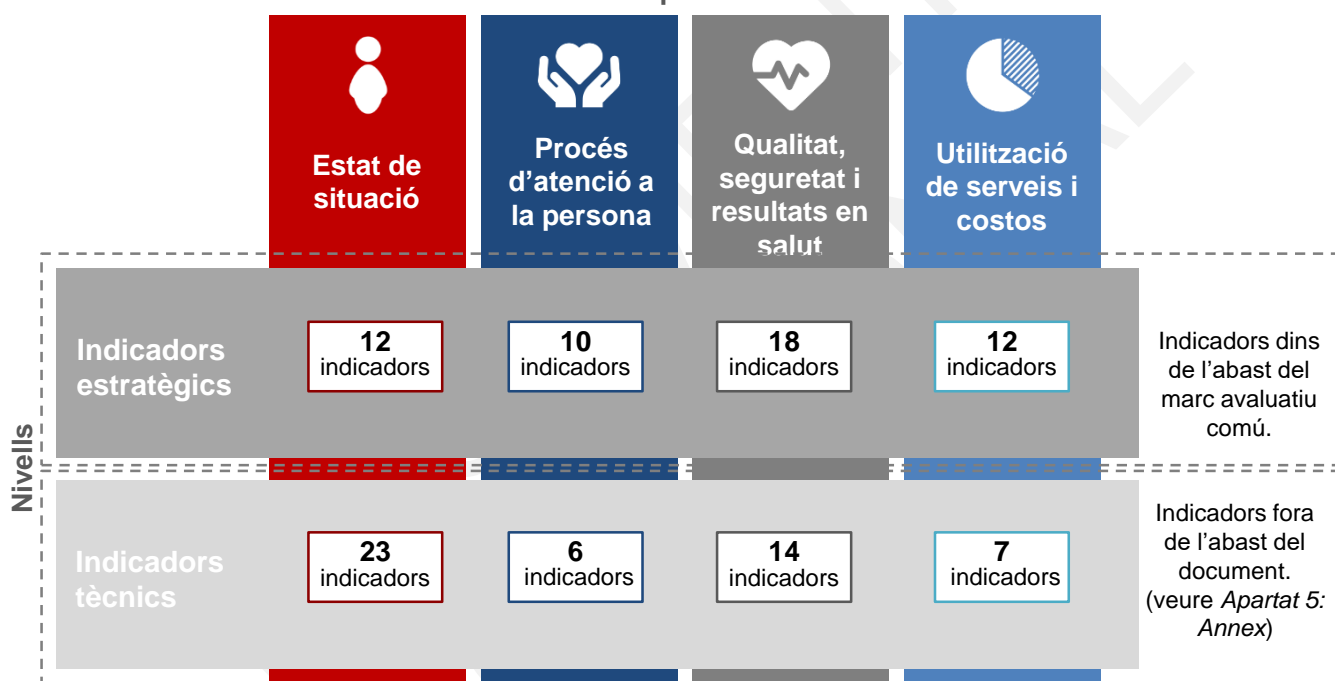 Estat de
situació
Procés
d’atenció a
la persona
Qualitat,
seguretat i
resultats en
salut
Utilització
de serveis i
costos
Nivells
Indicadors
estratègics
12
indicadors
10
indicadors
18
indicadors
12
indicadors
Indicadors dins
de l’abast del
marc avaluatiu
comú.
Indicadors
tècnics
23
indicadors
6
indicadors
14
indicadors
7
indicadors
Indicadors fora
de l’abast del
document.
(veure Apartat 5:
Annex)